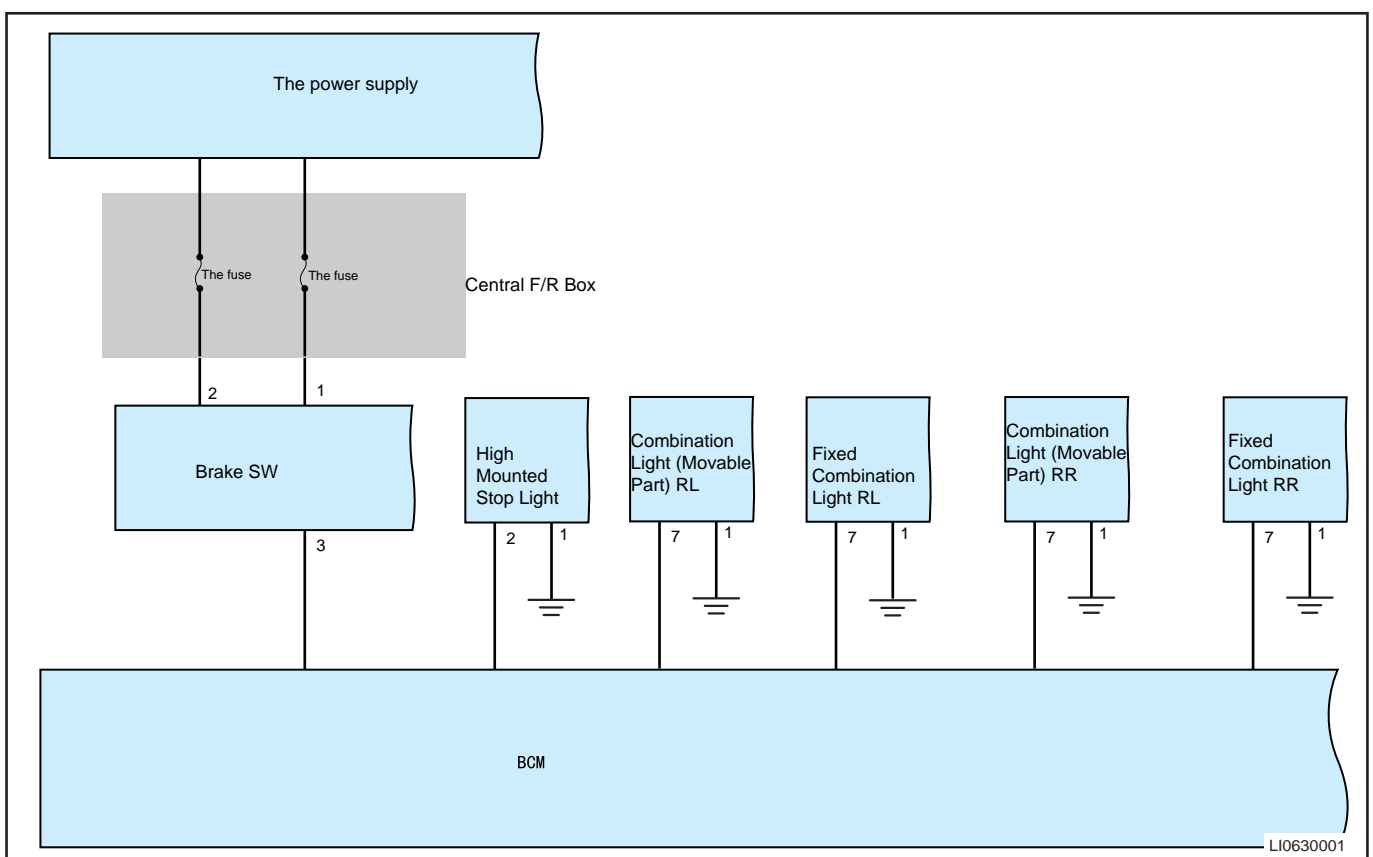 The power supply
The fuse
The fuse
Central F/R Box
2
1
Brake SW
High
Mounted
Stop Light
Combination
Light (Movable
Part) RL
Fixed
Combination
Light RL
Combination
Light (Movable
Part) RR
Fixed
Combination
Light RR
3
2
1
7
1
7
1
7
1
7
1
BCM
LI0630001